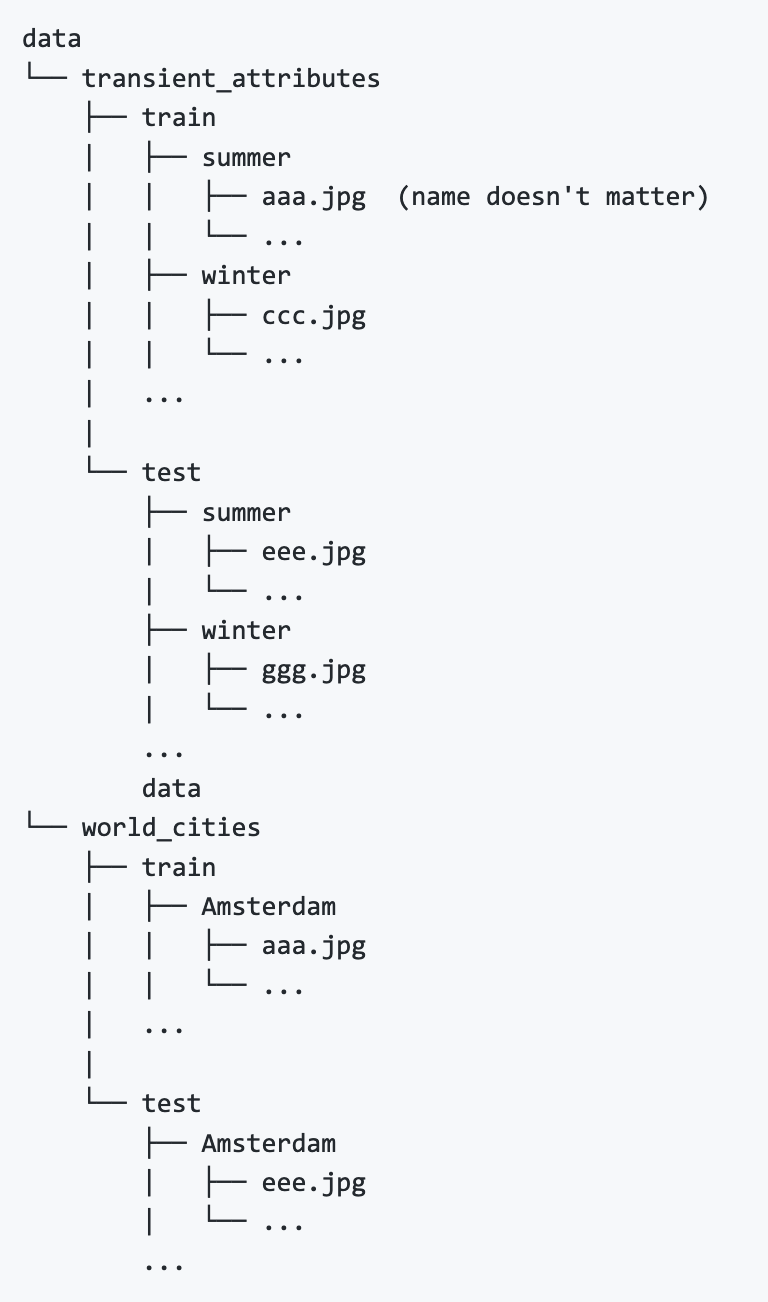 data
└── transient_attributes
    ├── train
    |   ├── summer
    |   |   ├── aaa.jpg  (name doesn't matter)
    |   |   └── ...
    |   ├── winter
    |   |   ├── ccc.jpg
    |   |   └── ...
    |   ...
    |
    └── test
        ├── summer
        |   ├── eee.jpg
        |   └── ...
        ├── winter
        |   ├── ggg.jpg
        |   └── ...
        ...
        data
└── world_cities
    ├── train
    |   ├── Amsterdam
    |   |   ├── aaa.jpg
    |   |   └── ...
    |   ...
    |
    └── test
        ├── Amsterdam
        |   ├── eee.jpg
        |   └── ...
        ...